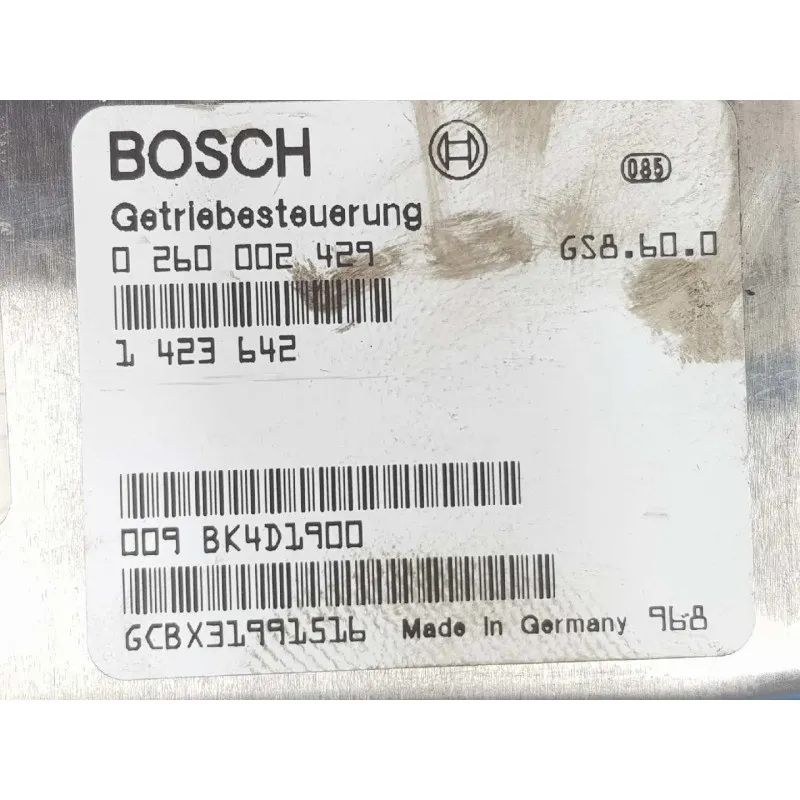 BOSCH
085
Getriebesteuerung
0 260 002 429
GS8.60.0
1 423 642
009 BK4D1900
GCBX31991516 Made in Germany 968